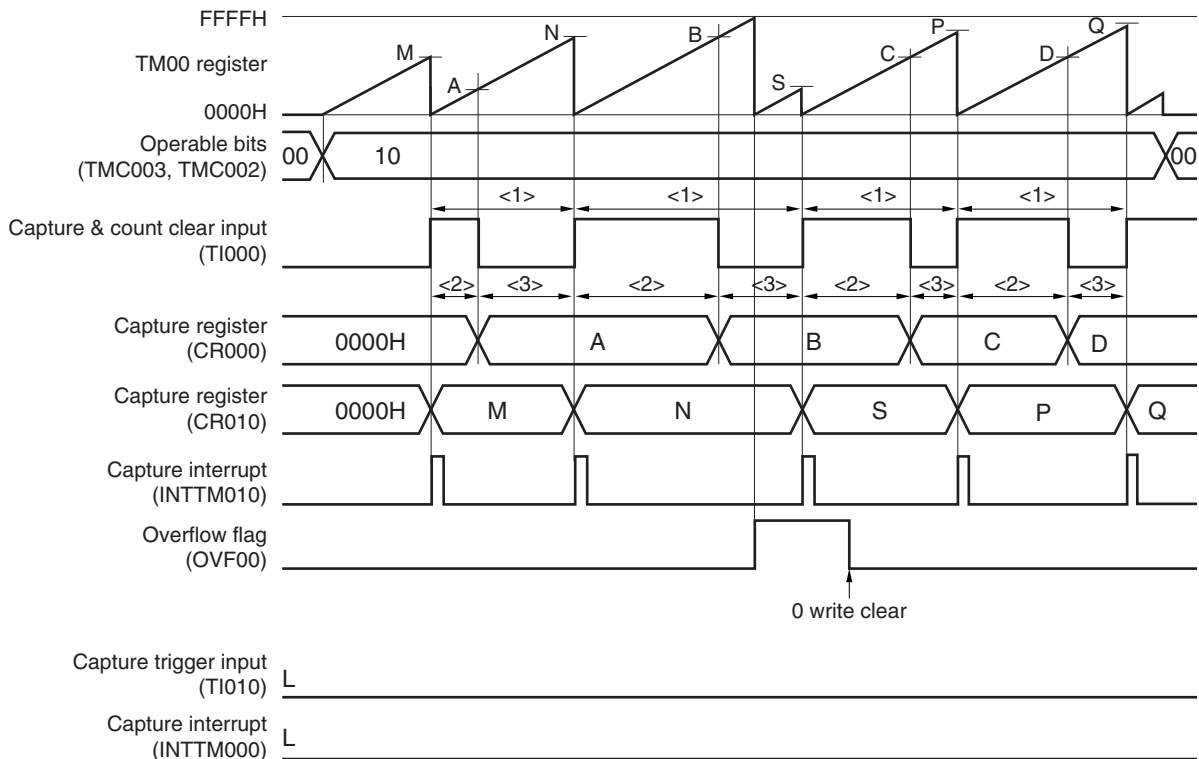 FFFFH
M
A
N
B
S
C
P
D
Q
TM00 register
0000H
Operable bits
(TMC003, TMC002)
00
10
00
<1>
<1>
<1>
<1>
Capture & count clear input
(TI000)
<2>
<3>
<2>
<3>
<2>
<3>
<2>
<3>
Capture register
(CR000)
0000H
A
B
C
D
Capture register
(CR010)
0000H
M
N
S
P
Q
Capture interrupt
(INTTM010)
Overflow flag
(OVF00)
0 write clear
Capture trigger input
(TI010)
L
Capture interrupt
(INTTM000)
L